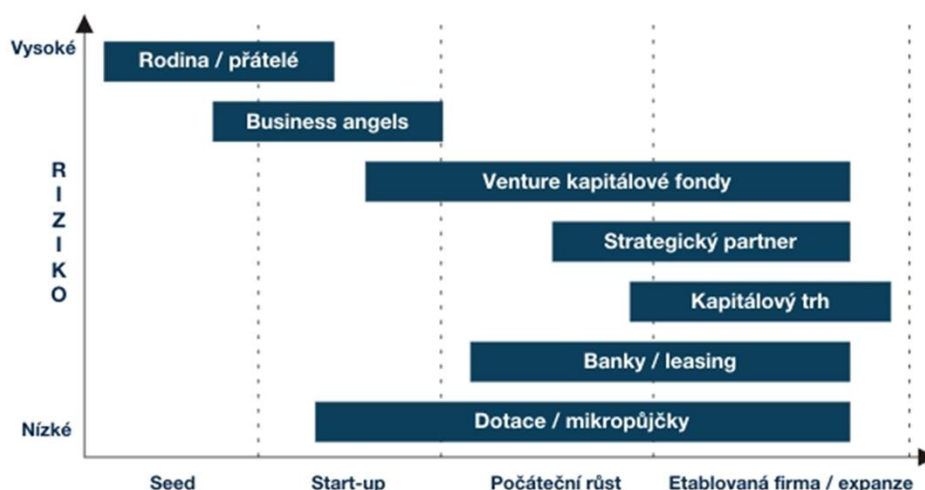 Vysoké
Rodina / přátelé
Business angels
RIZIKO
Venture kapitálové fondy
Strategický partner
Kapitálový trh
Banky / leasing
Dotace / mikropůjčky
Nízké
Seed
Start-up
Počáteční růst
Etablovaná firma / expanze